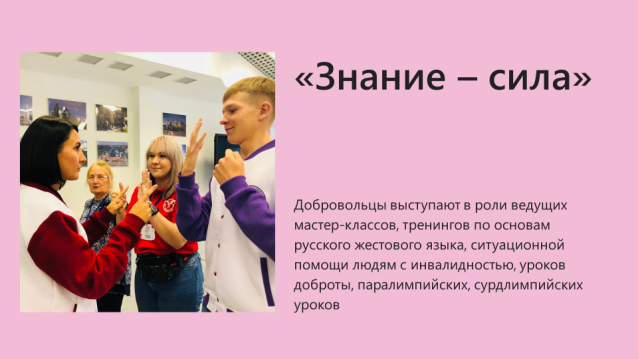 «Знание – сила»
Добровольцы выступают в роли ведущих
мастер-классов, тренингов по основам
русского жестового языка, ситуационной
помощи людям с инвалидностью, уроков
доброты, паралимпийских, сурдлимпийских
уроков